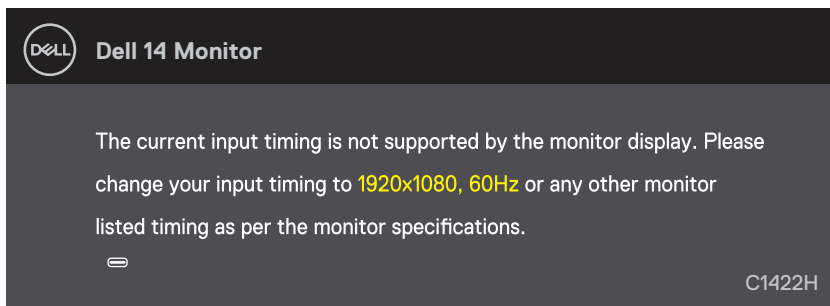 DELL
Dell 14 Monitor
The current input timing is not supported by the monitor display. Please
change your input timing to 1920x1080, 60Hz or any other monitor
listed timing as per the monitor specifications.
C1422H